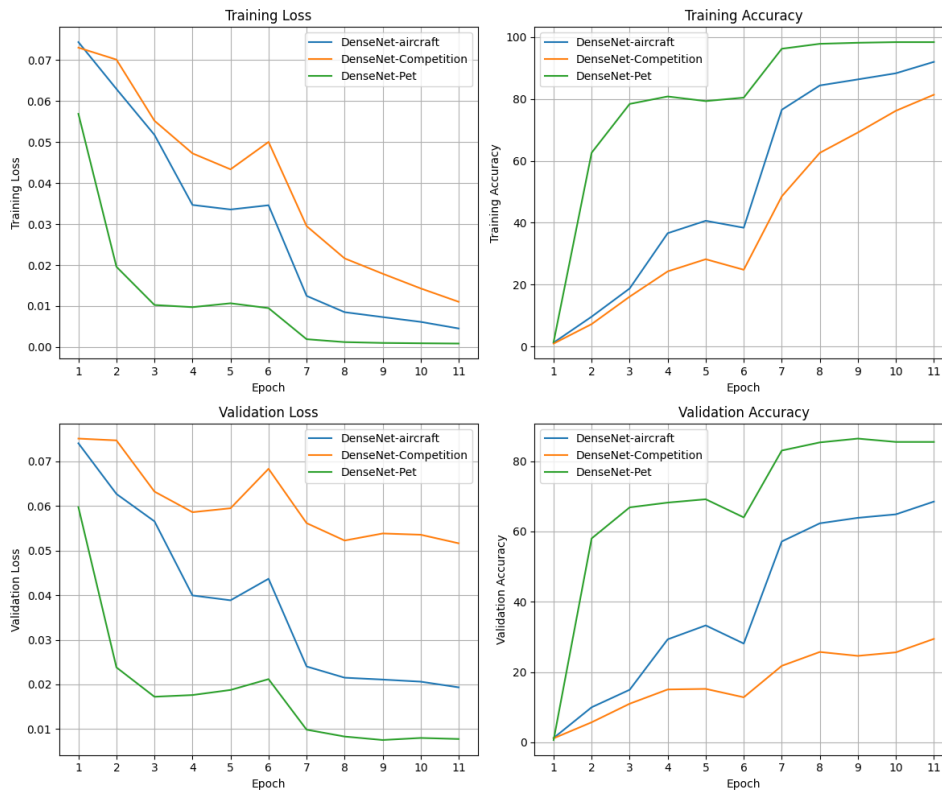 Training Loss
Training Loss
0.07
0.06
0.05
0.04
0.03
0.02
0.01
0.00
DenseNet-aircraft
DenseNet-Competition
DenseNet-Pet
1 2 3 4 5 6 7 8 9 10 11
Epoch
Training Accuracy
Training Accuracy
100
80
60
40
20
0
DenseNet-aircraft
DenseNet-Competition
DenseNet-Pet
1 2 3 4 5 6 7 8 9 10 11
Epoch
Validation Loss
Validation Loss
0.07
0.06
0.05
0.04
0.03
0.02
0.01
DenseNet-aircraft
DenseNet-Competition
DenseNet-Pet
1 2 3 4 5 6 7 8 9 10 11
Epoch
Validation Accuracy
Validation Accuracy
80
60
40
20
0
DenseNet-aircraft
DenseNet-Competition
DenseNet-Pet
1 2 3 4 5 6 7 8 9 10 11
Epoch